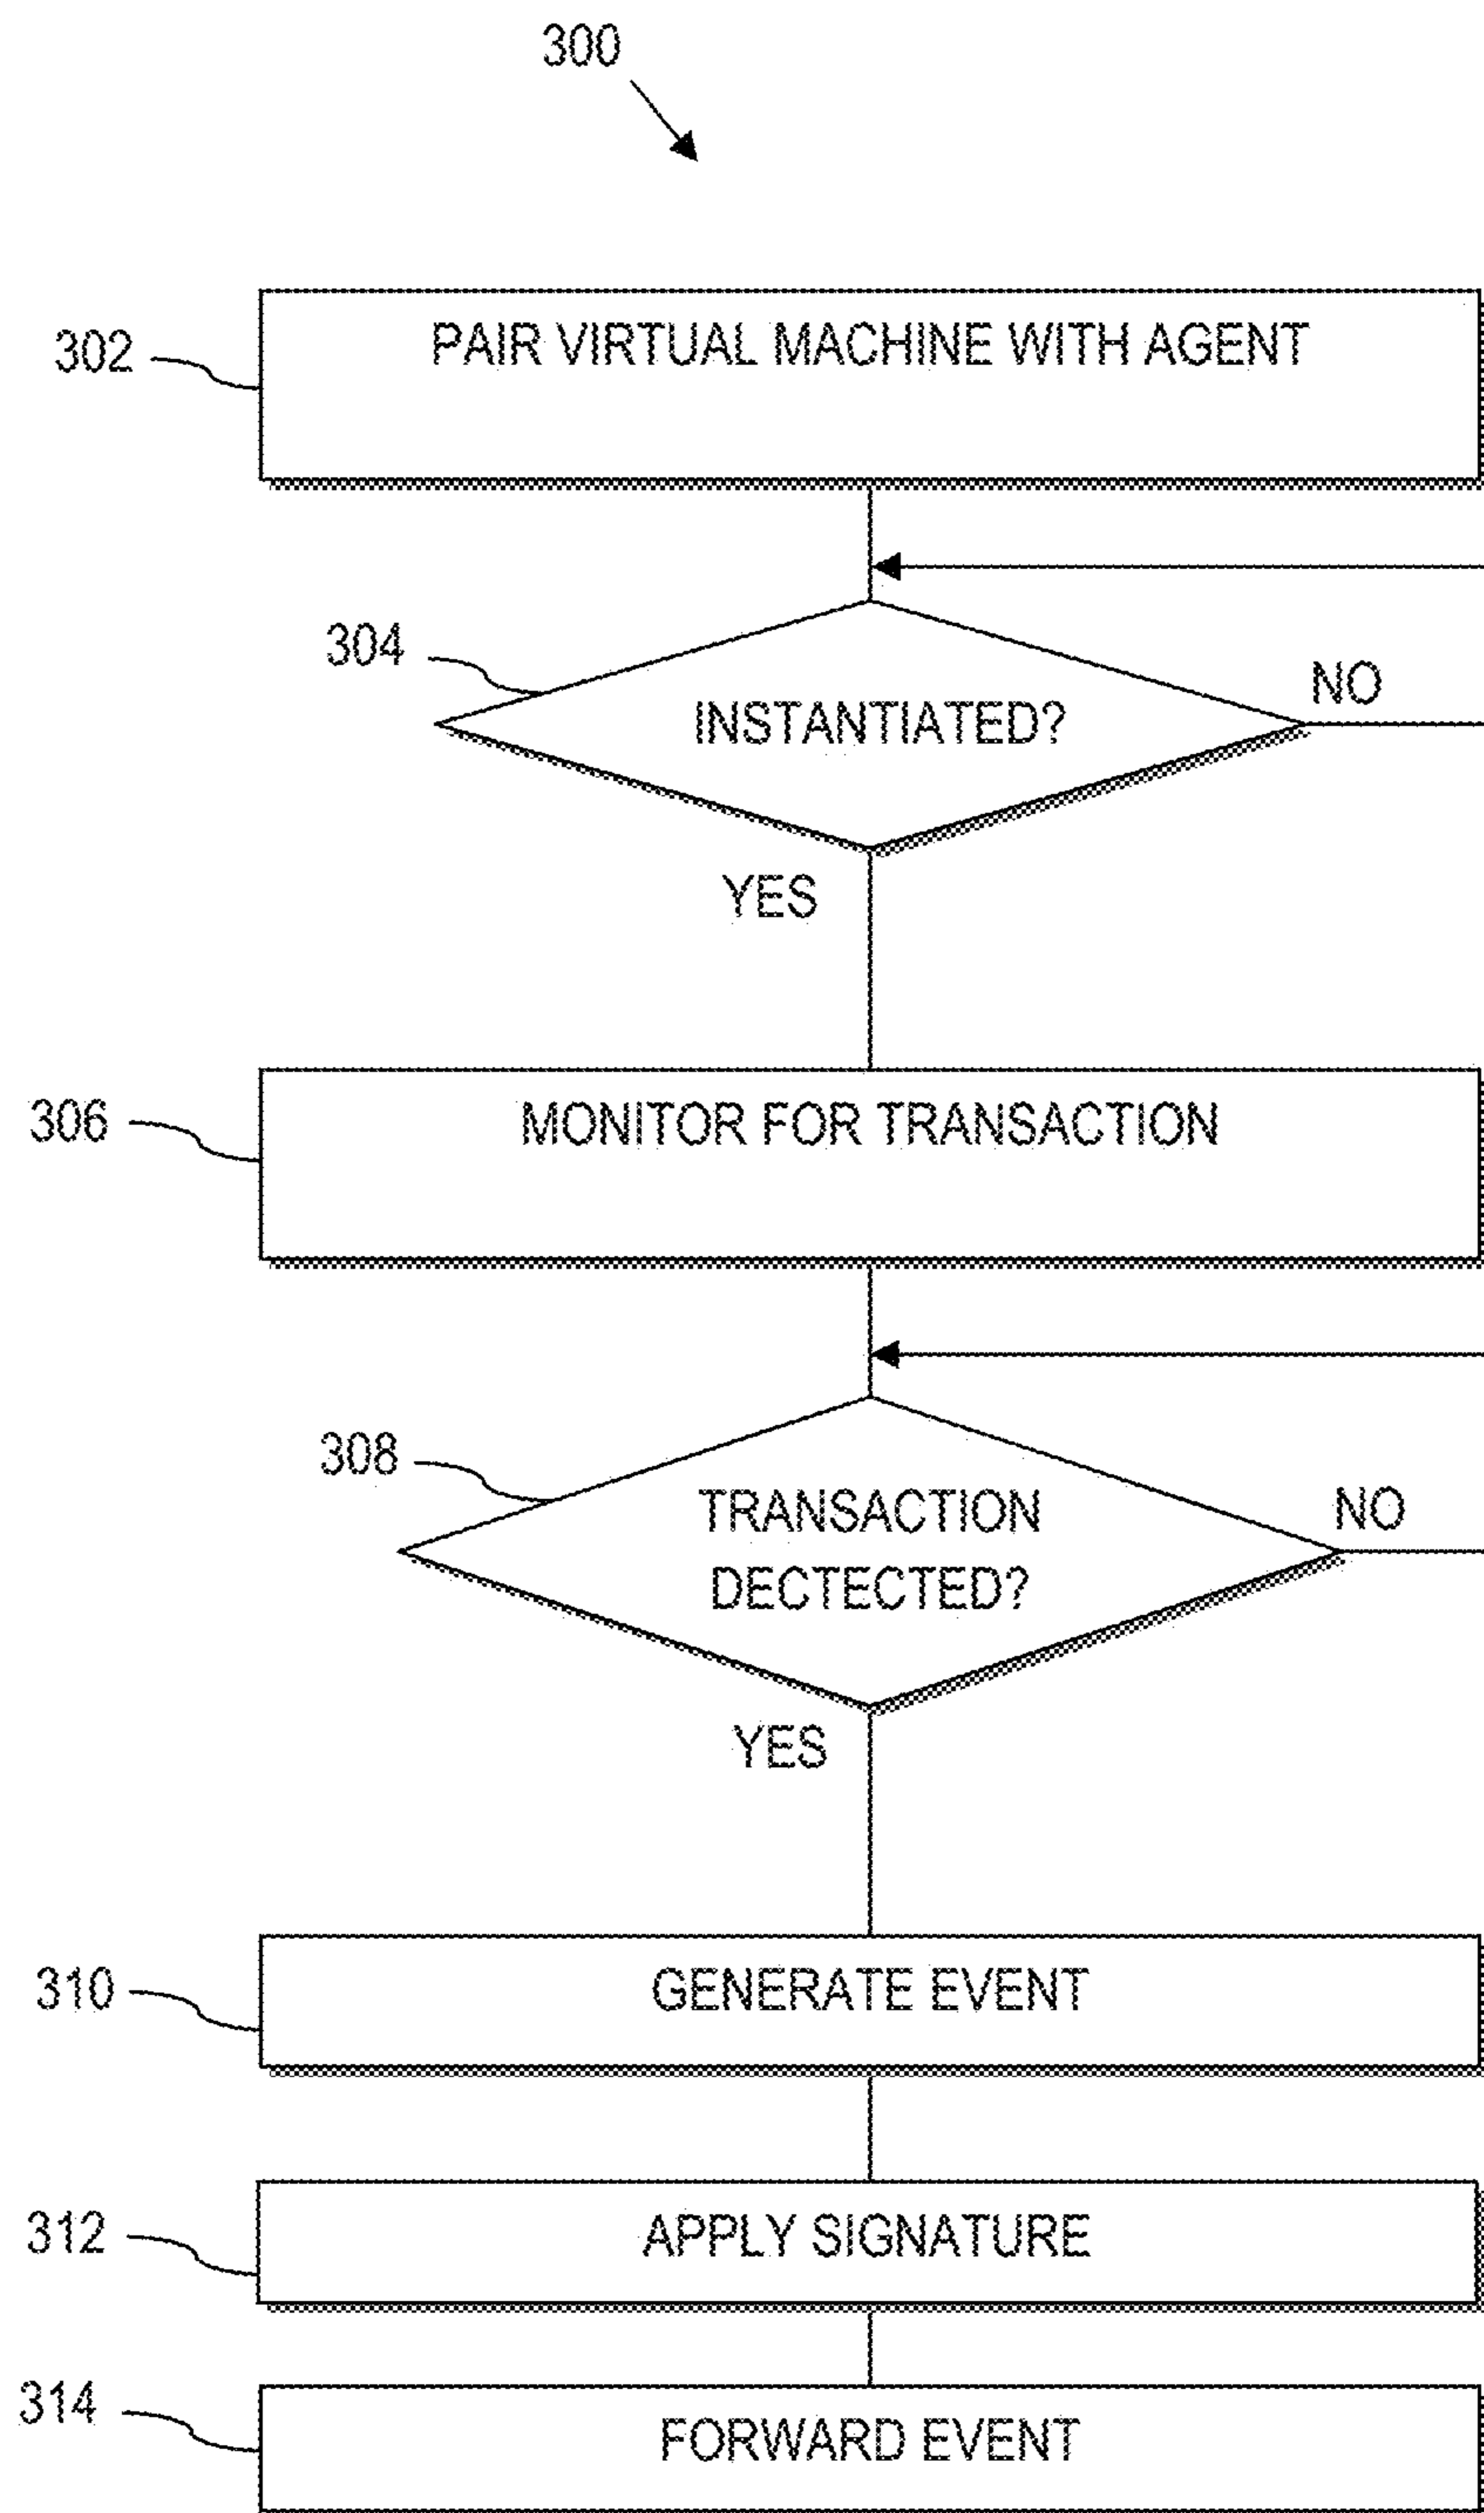 300
302
PAIR VIRTUAL MACHINE WITH AGENT
304
INSTANTIATED?
NO
YES
306
MONITOR FOR TRANSACTION
308
TRANSACTION
DECTECTED?
NO
YES
310
GENERATE EVENT
312
APPLY SIGNATURE
314
FORWARD EVENT